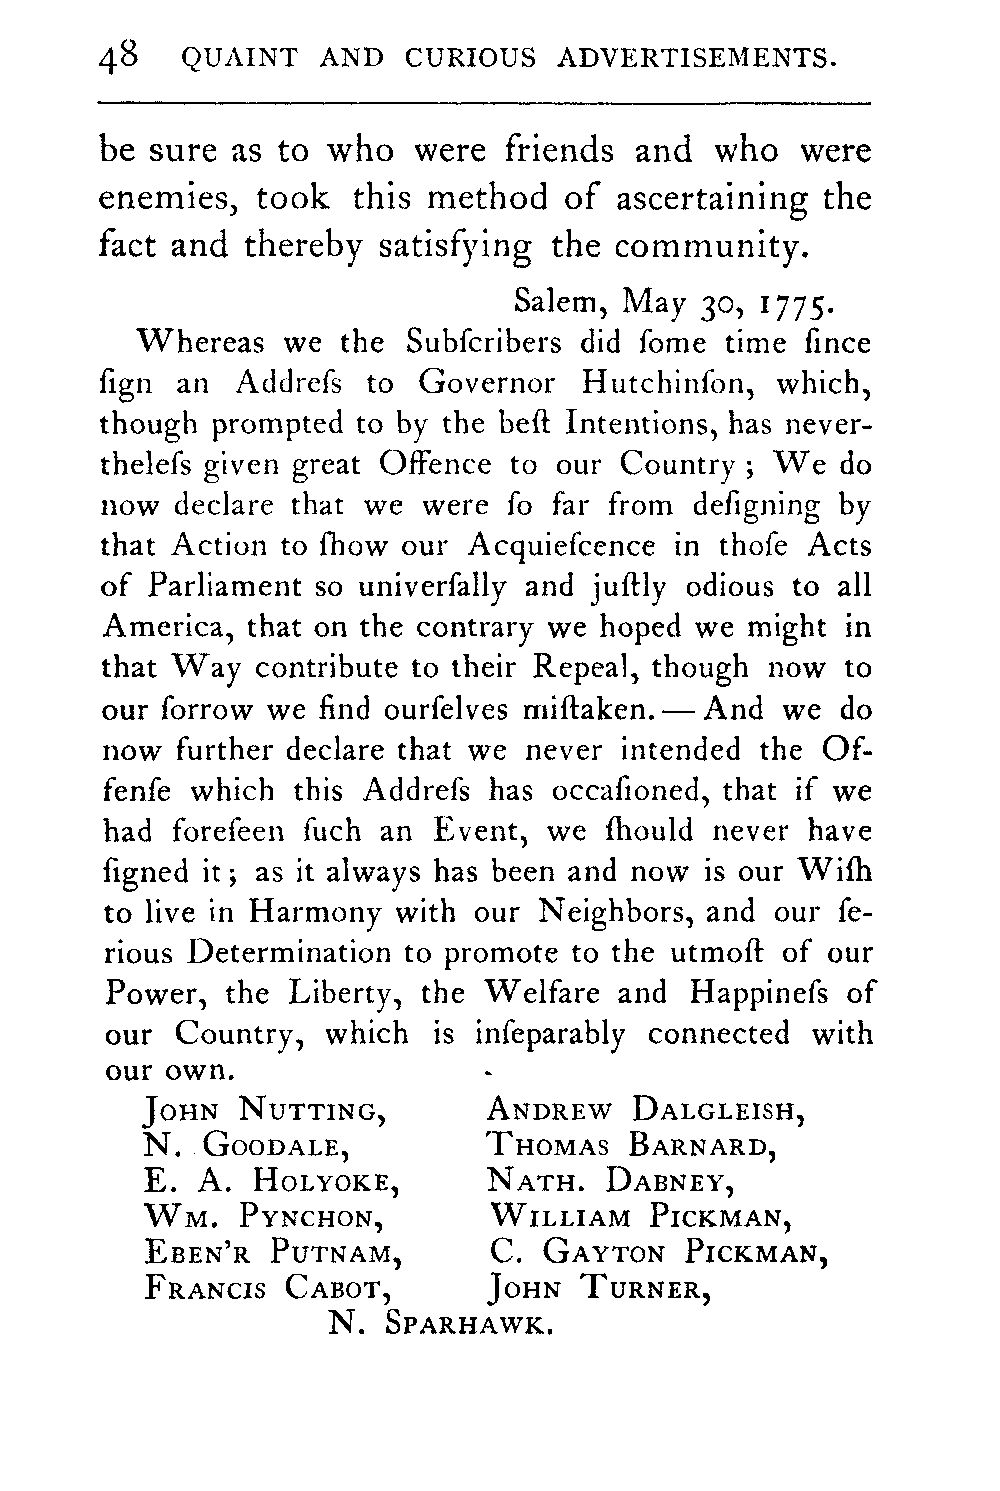 48 QUAINT AND CURIOUS ADVERTISEMENTS.
be sure as to who were friends and who were
enemies, took this method of ascertaining the
fact and thereby satisfying the community.
Salem, May 30, 1775.
Whereas we the Subſcribers did ſome time ſince
ſign an Addreſs to Governor Hutchinſon, which,
though prompted to by the beſt Intentions, has never-
theleſs given great Offence to our Country; We do
now declare that we were ſo far from deſigning by
that Action to ſhow our Acquieſcence in thoſe Acts
of Parliament so univerſally and juſtly odious to all
America, that on the contrary we hoped we might in
that Way contribute to their Repeal, though now to
our ſorrow we find ourſelves miſtaken. — And we do
now further declare that we never intended the Of-
fenſe which this Addreſs has occaſioned, that if we
had foreſeen ſuch an Event, we ſhould never have
ſigned it; as it always has been and now is our Wiſh
to live in Harmony with our Neighbors, and our ſe-
rious Determination to promote to the utmoſt of our
Power, the Liberty, the Welfare and Happineſs of
our Country, which is inſeparably connected with
our own.
JOHN NUTTING, ANDREW DALGLEISH,
N. GOODALE, THOMAS BARNARD,
E. A. HOLYOKE, NATH. DABNEY,
WM. PYNCHON, WILLIAM PICKMAN,
EBEN'R PUTNAM, C. GAYTON PICKMAN,
FRANCIS CABOT, JOHN TURNER,
N. SPARHAWK.